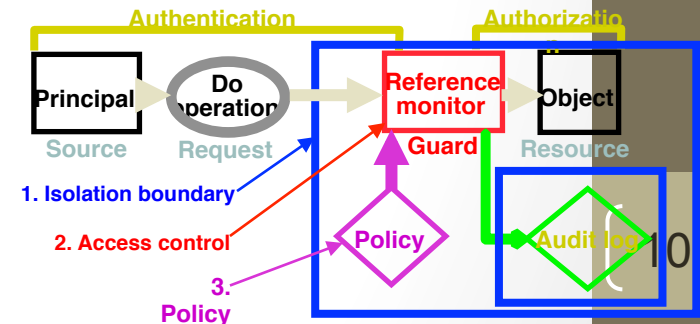 Authentication
Authorizatio
n
Principal
Do
operation
Reference
monitor
Object
Source
Request
Guard
Resource
1. Isolation boundary
2. Access control
Policy
Audit log
10
3.
Policy